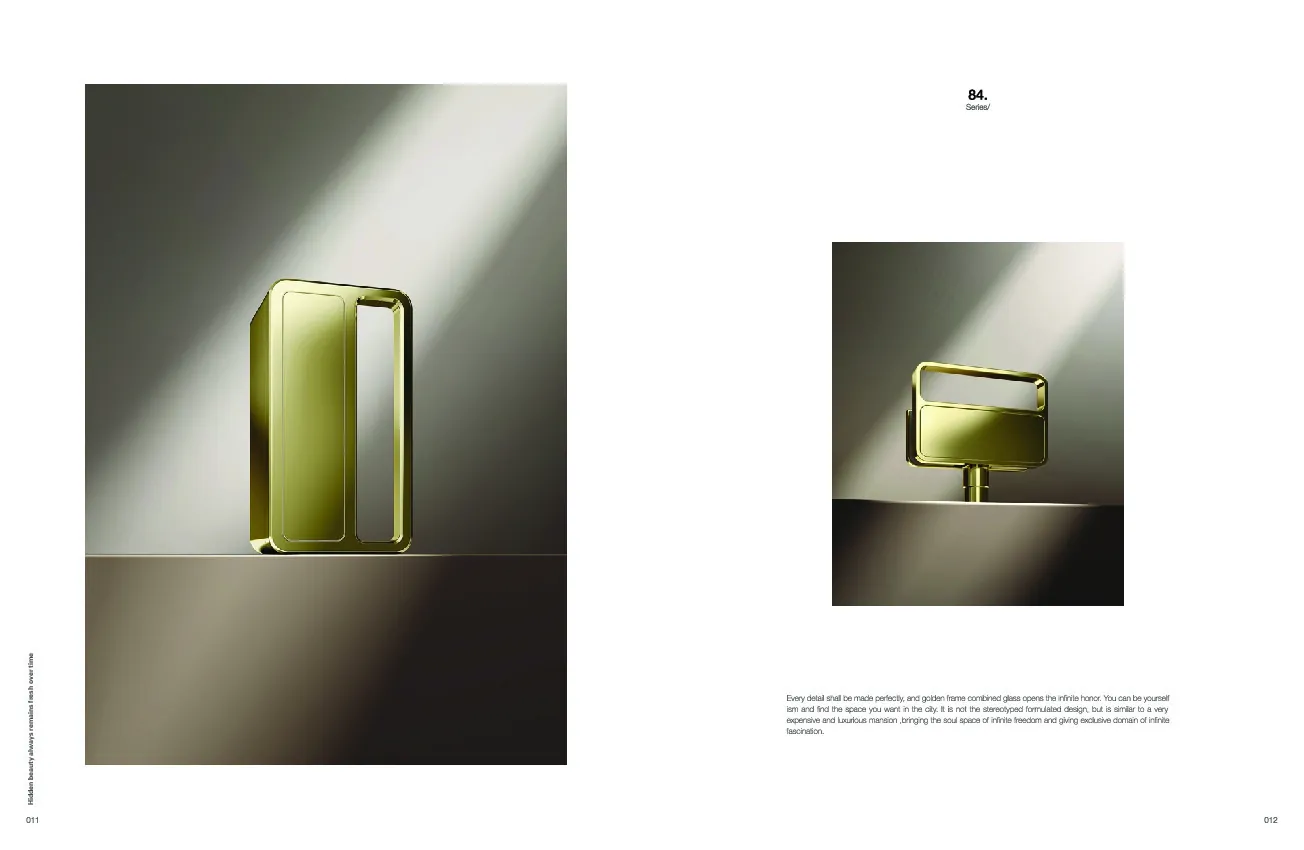 84.
Series/
Every detail shall be made perfectly, and golden frame combined glass opens the infinite honor. You can be yourself
ism and find the space you want in the city. It is not the stereotyped formulated design, but is similar to a very
expensive and luxurious mansion ,bringing the soul space of infinite freedom and giving exclusive domain of infinite
fascination.
Hidden beauty always remains fresh over time
011
012